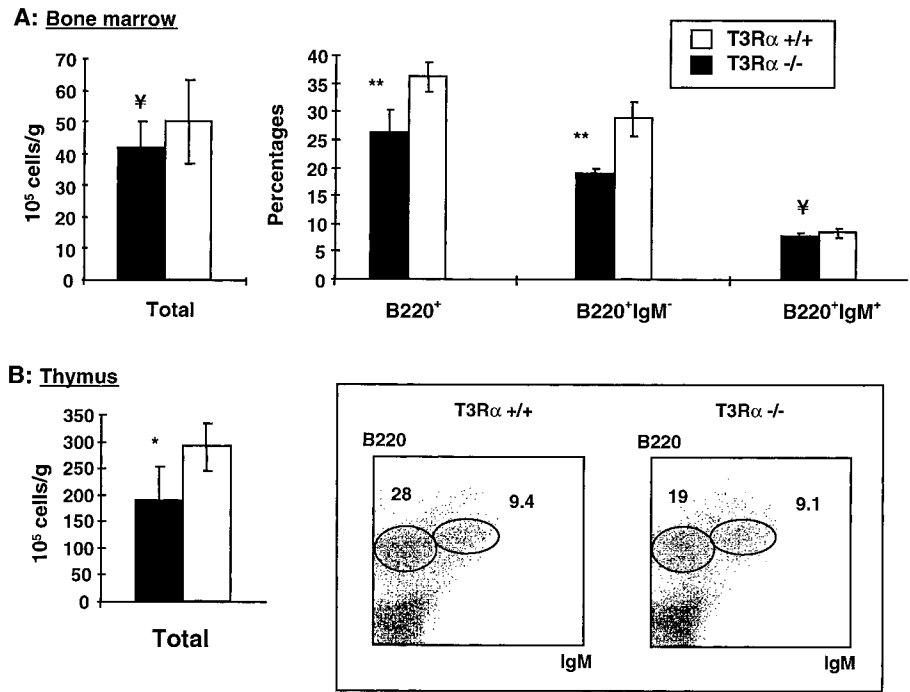 A: Bone marrow
T3Rα +/+
T3Rα -/-
10⁵ cells/g
70
60
50
40
30
20
10
0
¥
Total
Percentages
40
35
30
25
20
15
10
5
0
**
**
¥
B220⁺
B220⁺IgM⁻
B220⁺IgM⁺
B: Thymus
10⁵ cells/g
350
300
250
200
150
100
50
0
*
Total
T3Rα +/+
T3Rα -/-
B220
28
9.4
IgM
B220
19
9.1
IgM